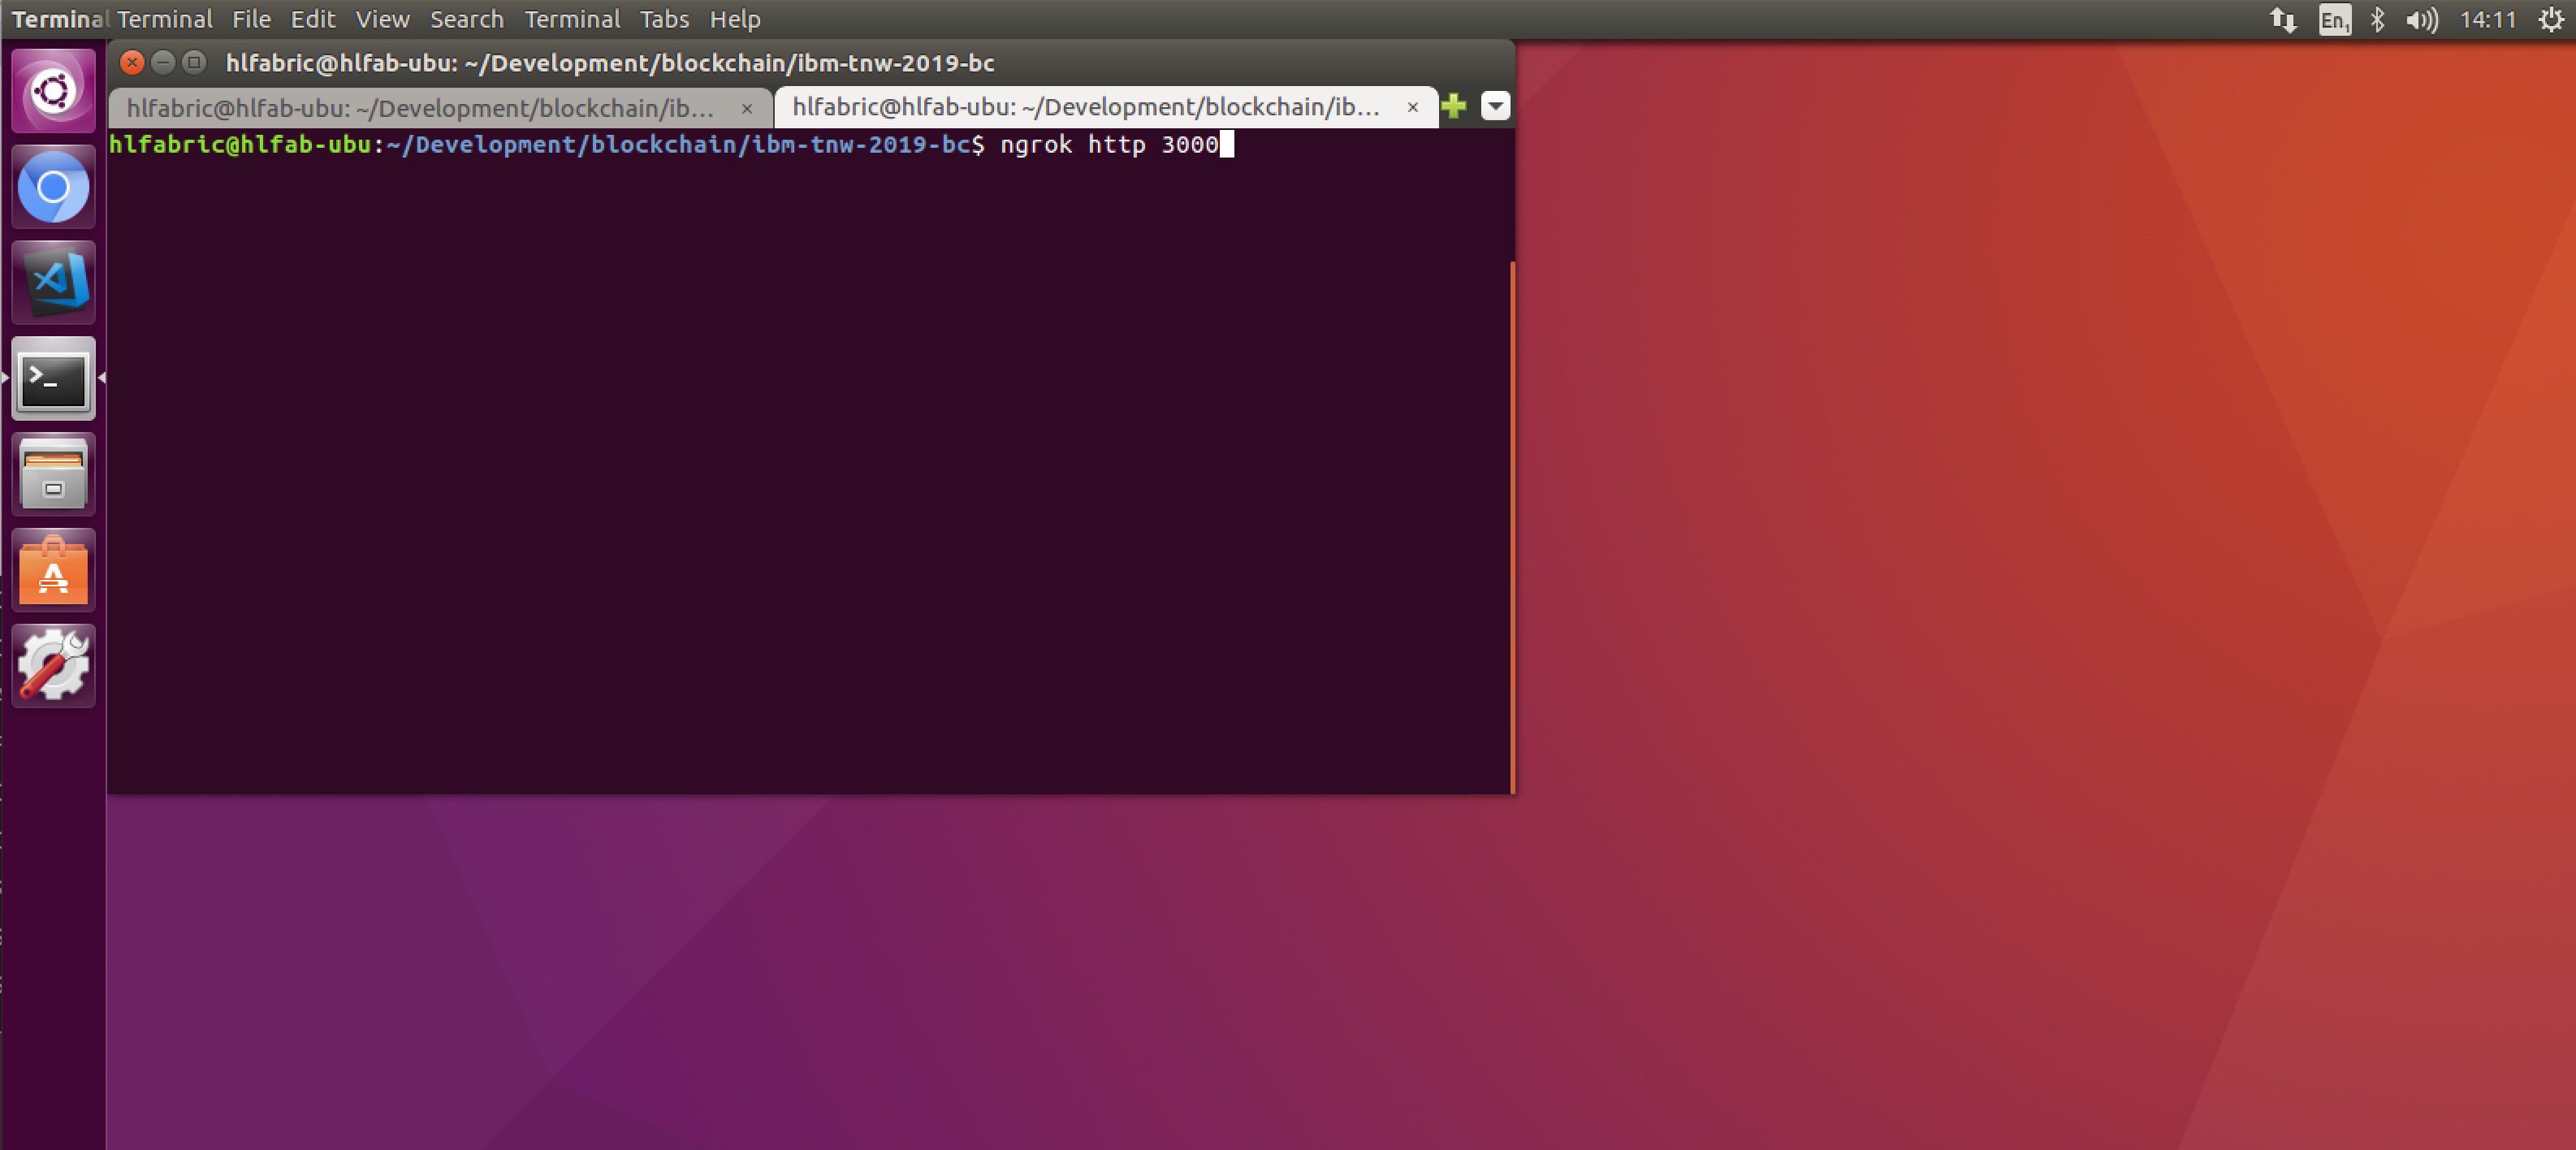 Terminal Terminal File Edit View Search Terminal Tabs Help En1 14:11
hlfabric@hlfab-ubu: ~/Development/blockchain/ibm-tnw-2019-bc
hlfabric@hlfab-ubu: ~/Development/blockchain/ib... × hlfabric@hlfab-ubu: ~/Development/blockchain/ib... ×
hlfabric@hlfab-ubu:~/Development/blockchain/ibm-tnw-2019-bc$ ngrok http 3000